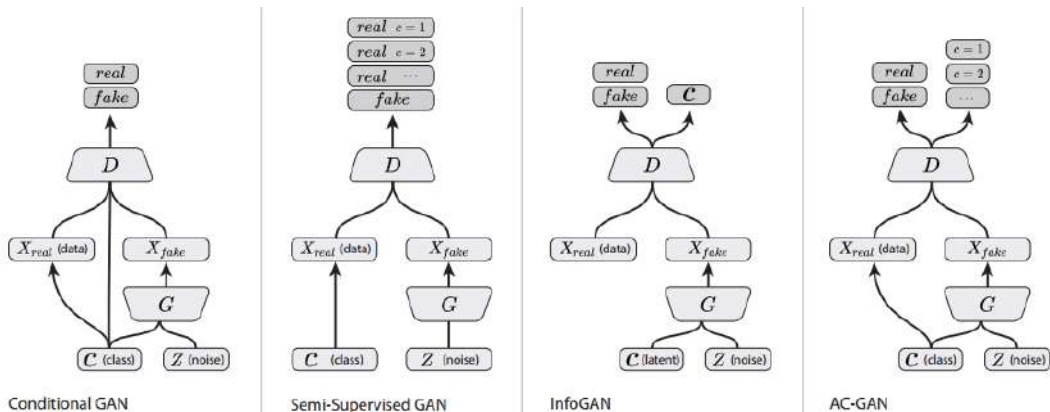 real
fake
D
X_real (data)
X_fake
G
C (class)
Z (noise)
Conditional GAN
real c = 1
real c = 2
real ...
fake
D
X_real (data)
X_fake
G
C (class)
Z (noise)
Semi-Supervised GAN
real
fake
C
D
X_real (data)
X_fake
G
C (latent)
Z (noise)
InfoGAN
real
fake
c = 1
c = 2
...
D
X_real (data)
X_fake
G
C (class)
Z (noise)
AC-GAN